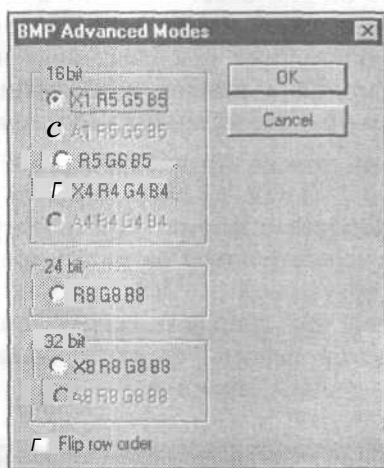 BMP Advanced Modes
16 bit
X1 R5 G5 B5
A1 R5 G5 B5
R5 G6 B5
X4 R4 G4 B4
A4 R4 G4 B4
24 bit
R8 G8 B8
32 bit
X8 R8 G8 B8
A8 R8 G8 B8
Flip row order
OK
Cancel